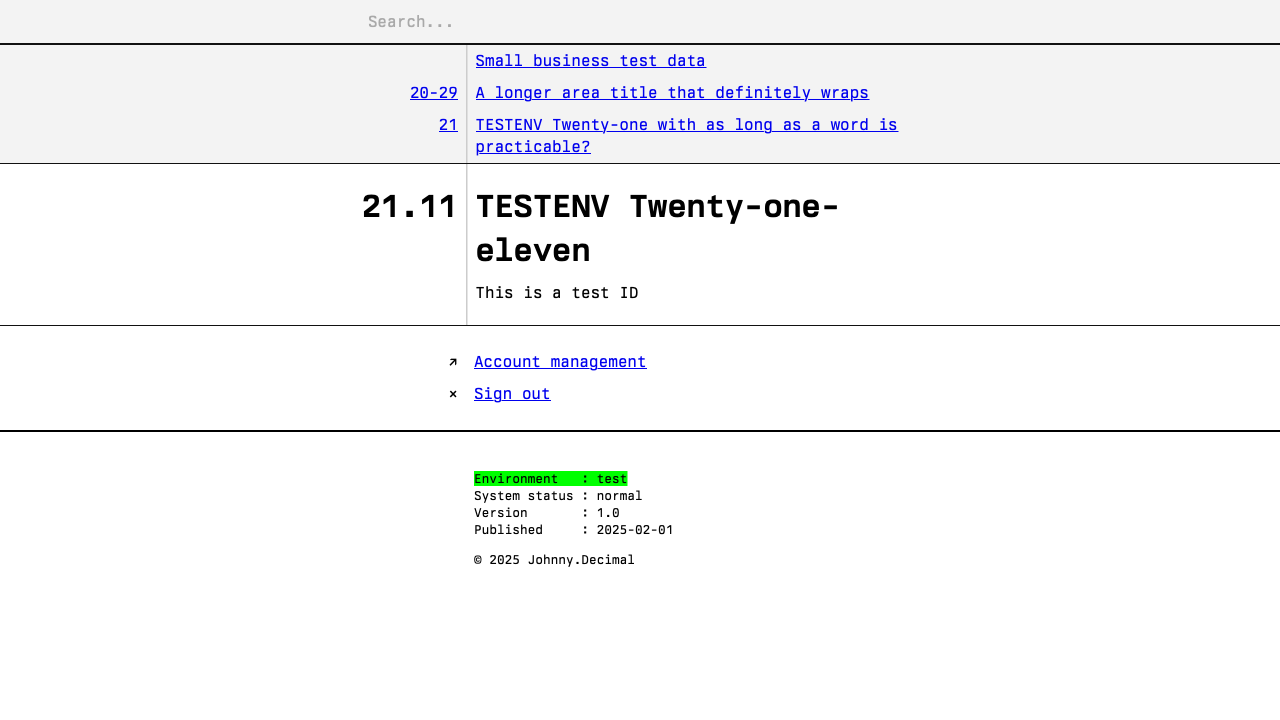 Search...
Small business test data
20-29 A longer area title that definitely wraps
21 TESTENV Twenty-one with as long as a word is
practicable?
21.11 TESTENV Twenty-one-
eleven
This is a test ID
↗ Account management
× Sign out
Environment   : test
System status : normal
Version       : 1.0
Published     : 2025-02-01
© 2025 Johnny.Decimal